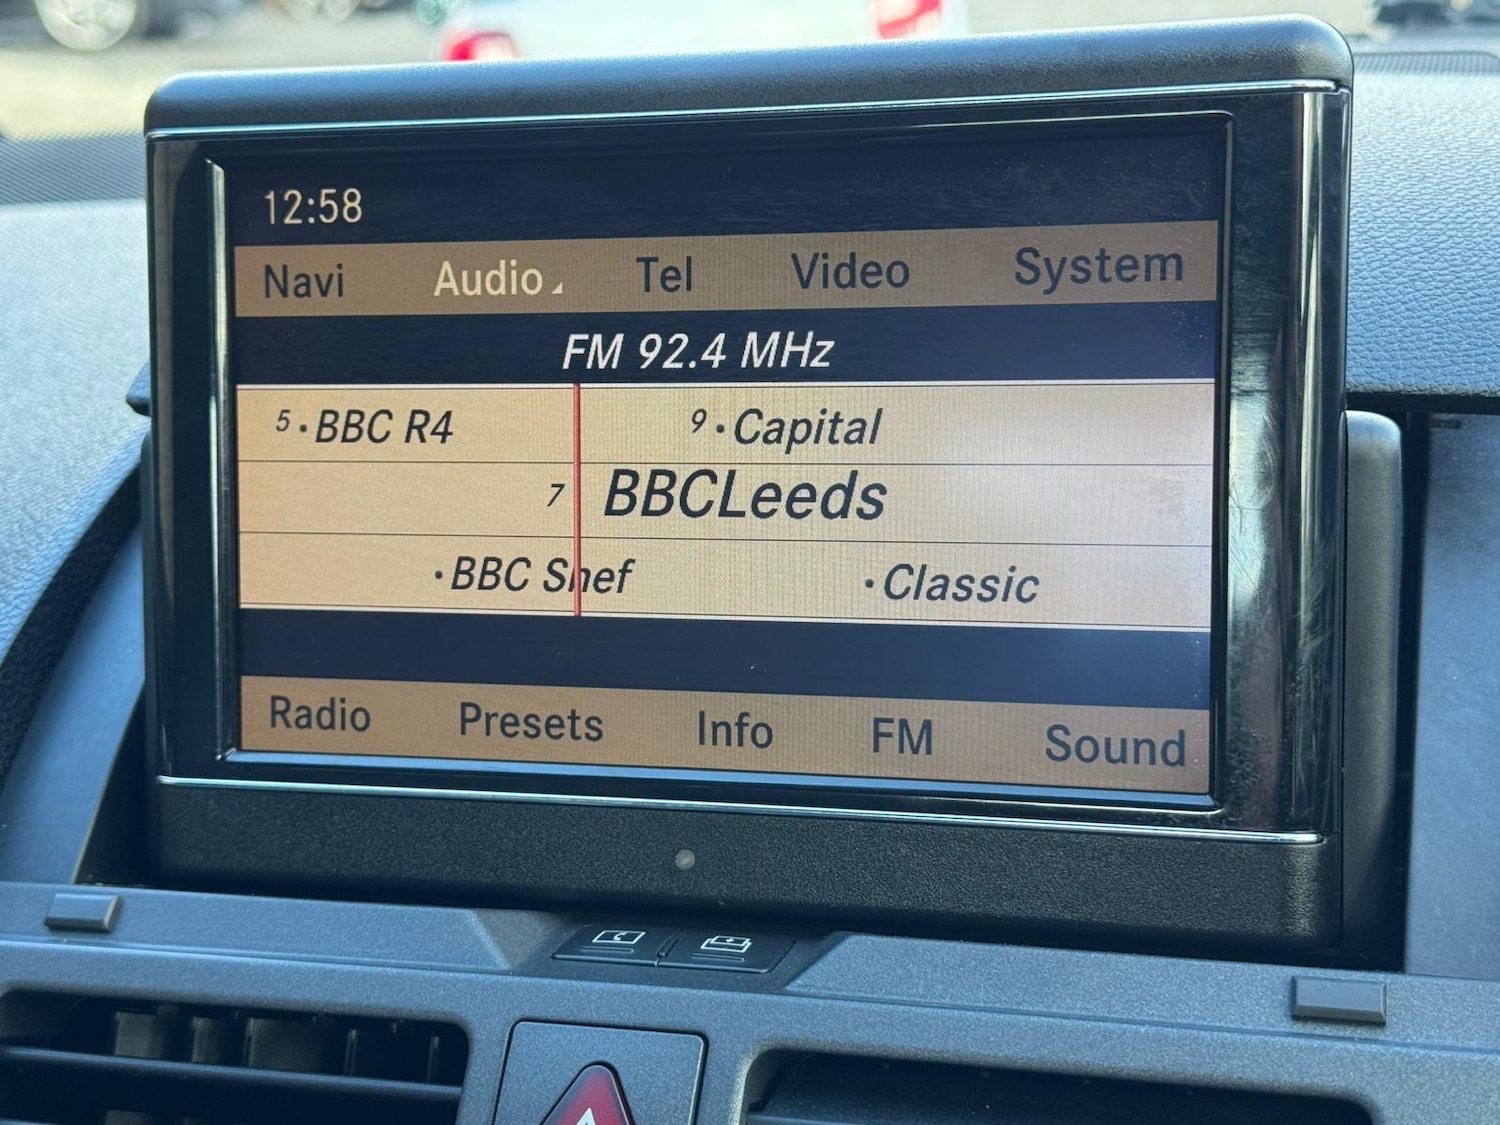 12:58
Navi Audio Tel Video System
FM 92.4 MHz
5 · BBC R4 9 · Capital
7 BBCLeeds
· BBC Shef · Classic
Radio Presets Info FM Sound